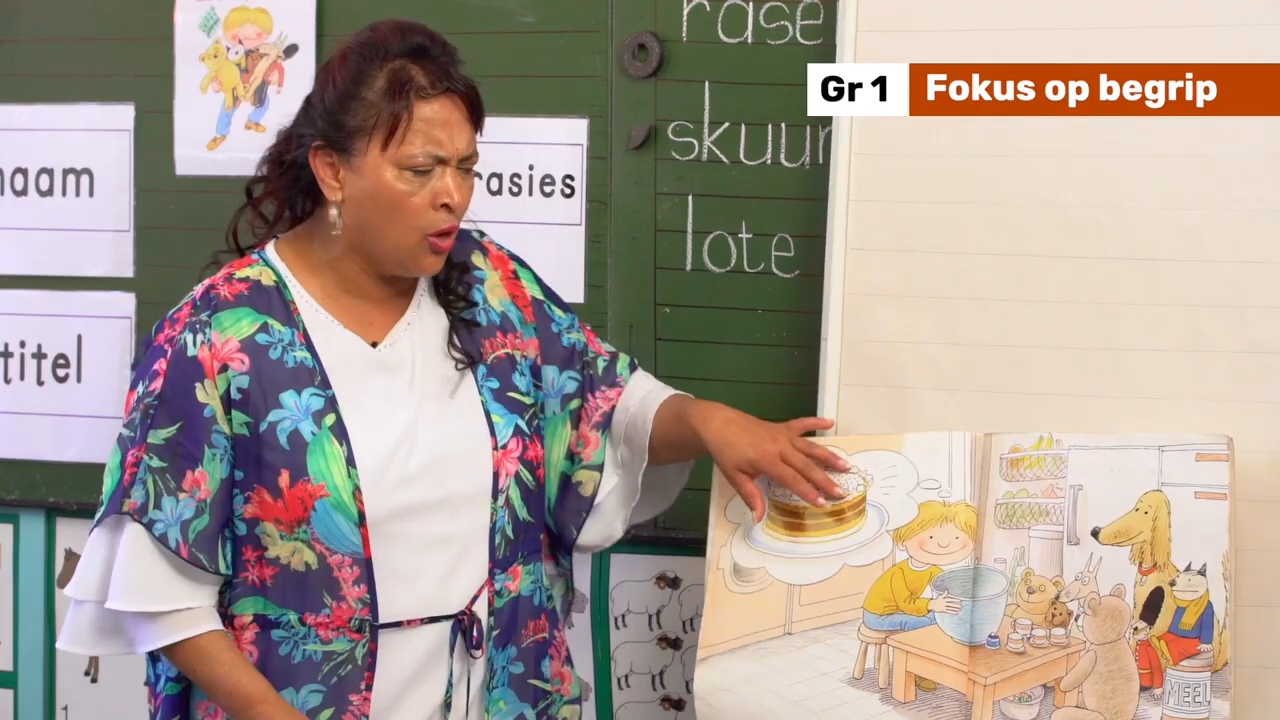 rase
skuur
lote
Gr 1 Fokus op begrip
naam
rasies
titel
MEEL